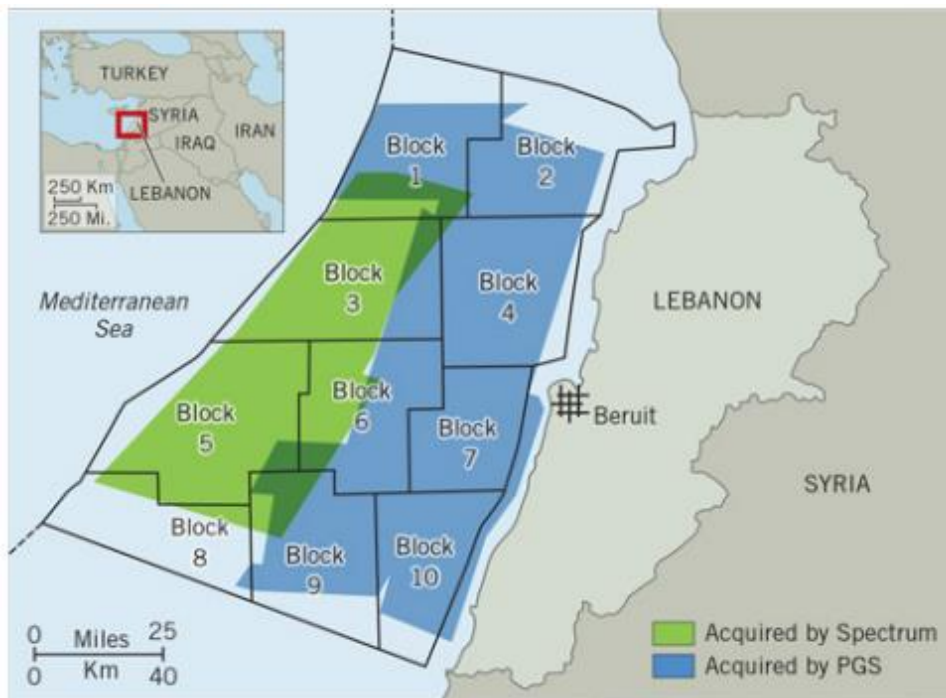 TURKEY
SYRIA
IRAQ
IRAN
LEBANON
250 Km
250 Mi.
Mediterranean
Sea
Block
1
Block
2
Block
3
Block
4
Block
5
Block
6
Block
7
Block
8
Block
9
Block
10
LEBANON
Beruit
SYRIA
0 Miles 25
0 Km 40
Acquired by Spectrum
Acquired by PGS